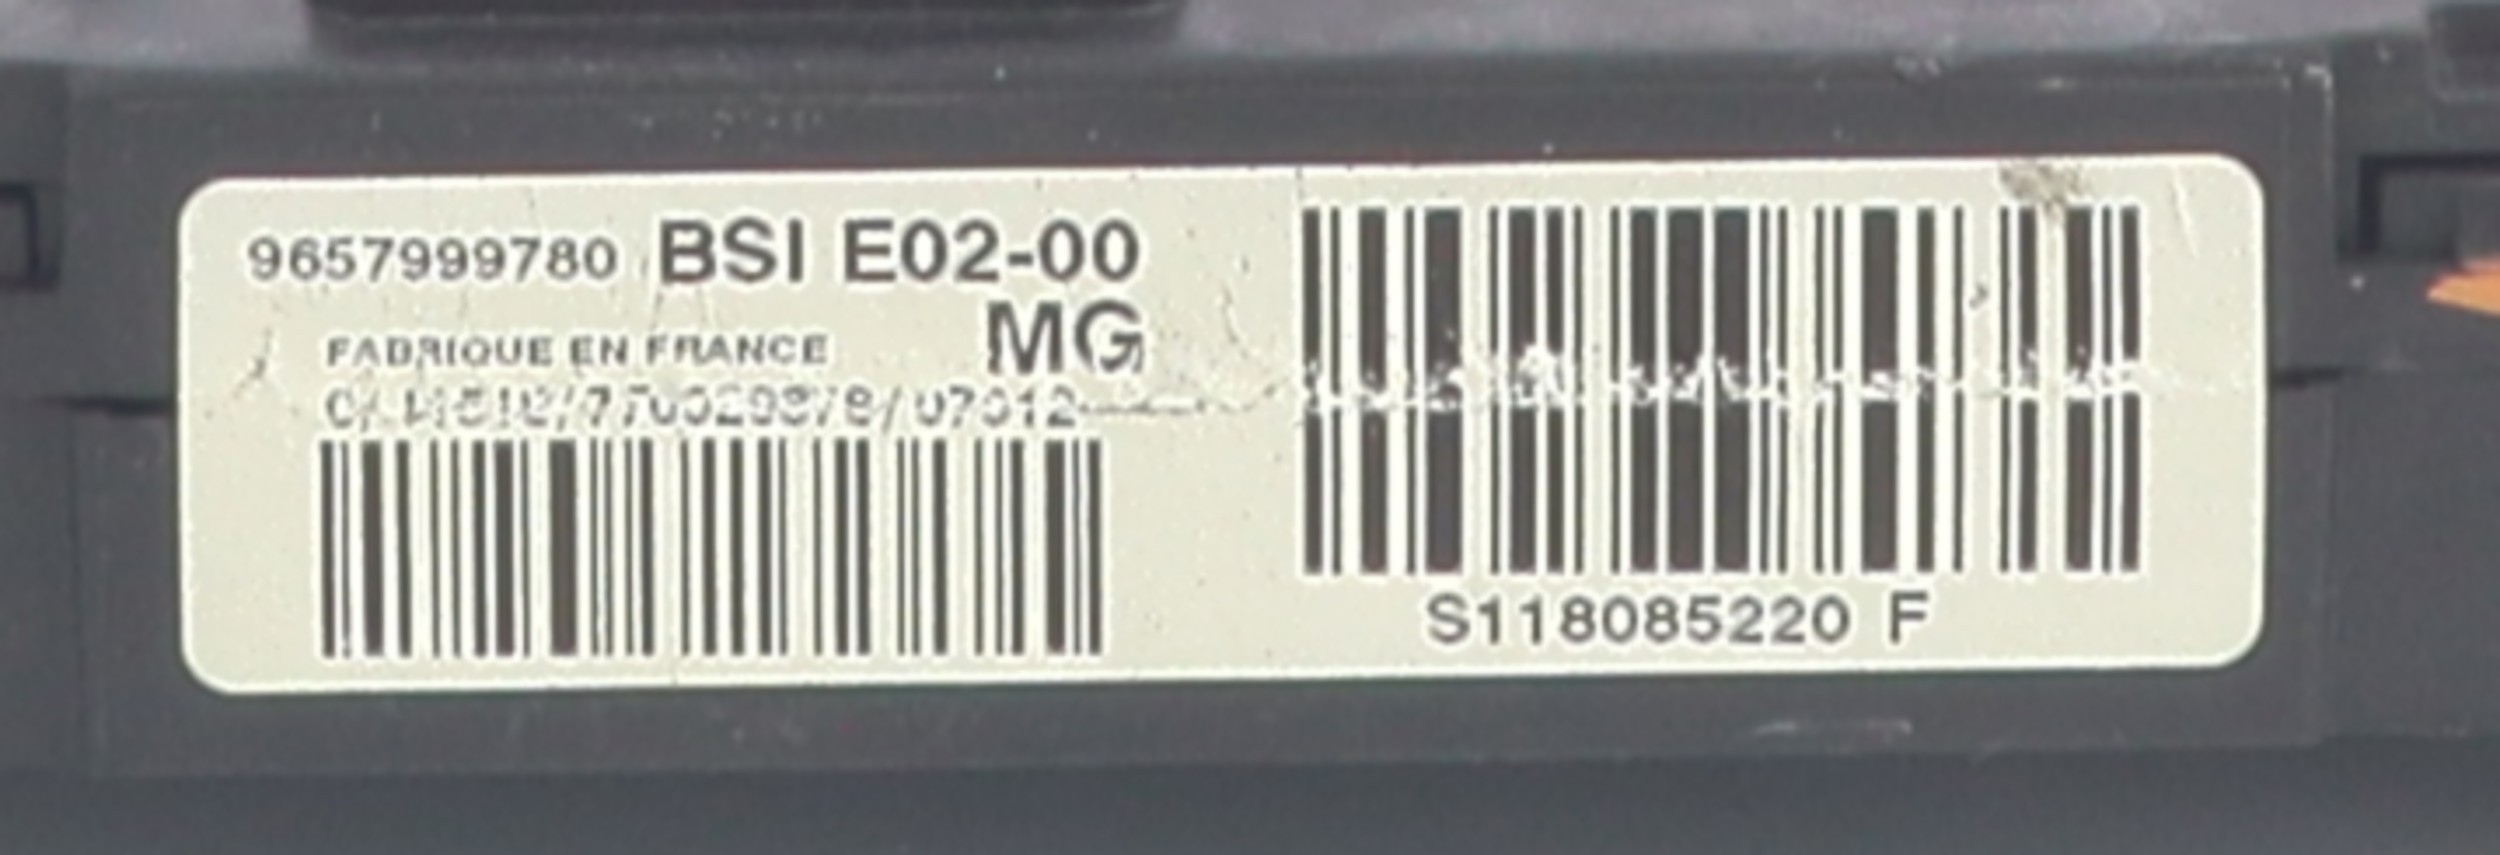 9657999780 BSI E02-00
MG
FABRIQUE EN FRANCE
S118085220 F